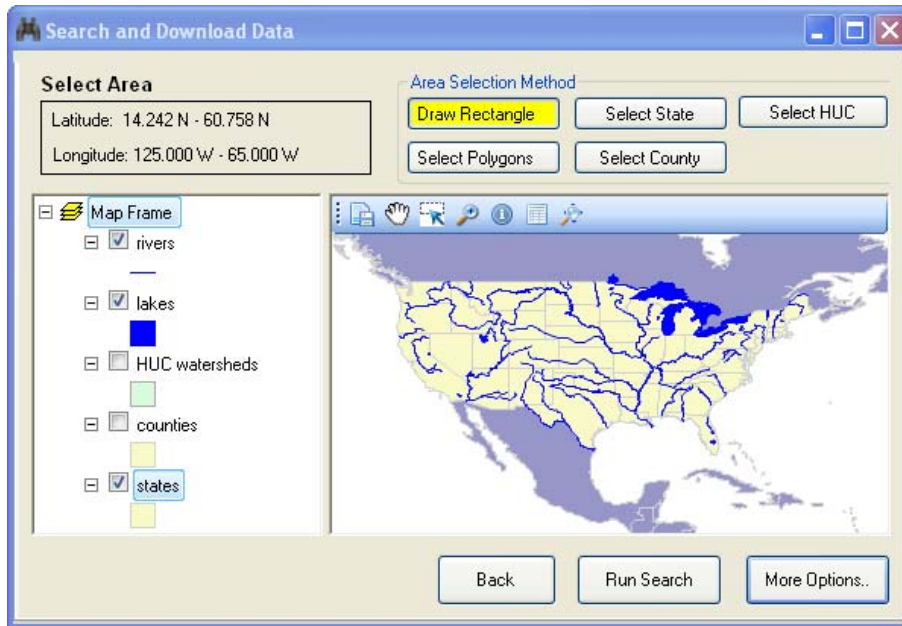 Search and Download Data
Select Area
Latitude: 14.242 N - 60.758 N
Longitude: 125.000 W - 65.000 W
Area Selection Method
Draw Rectangle
Select State
Select HUC
Select Polygons
Select County
Map Frame
rivers
lakes
HUC watersheds
counties
states
Back
Run Search
More Options..